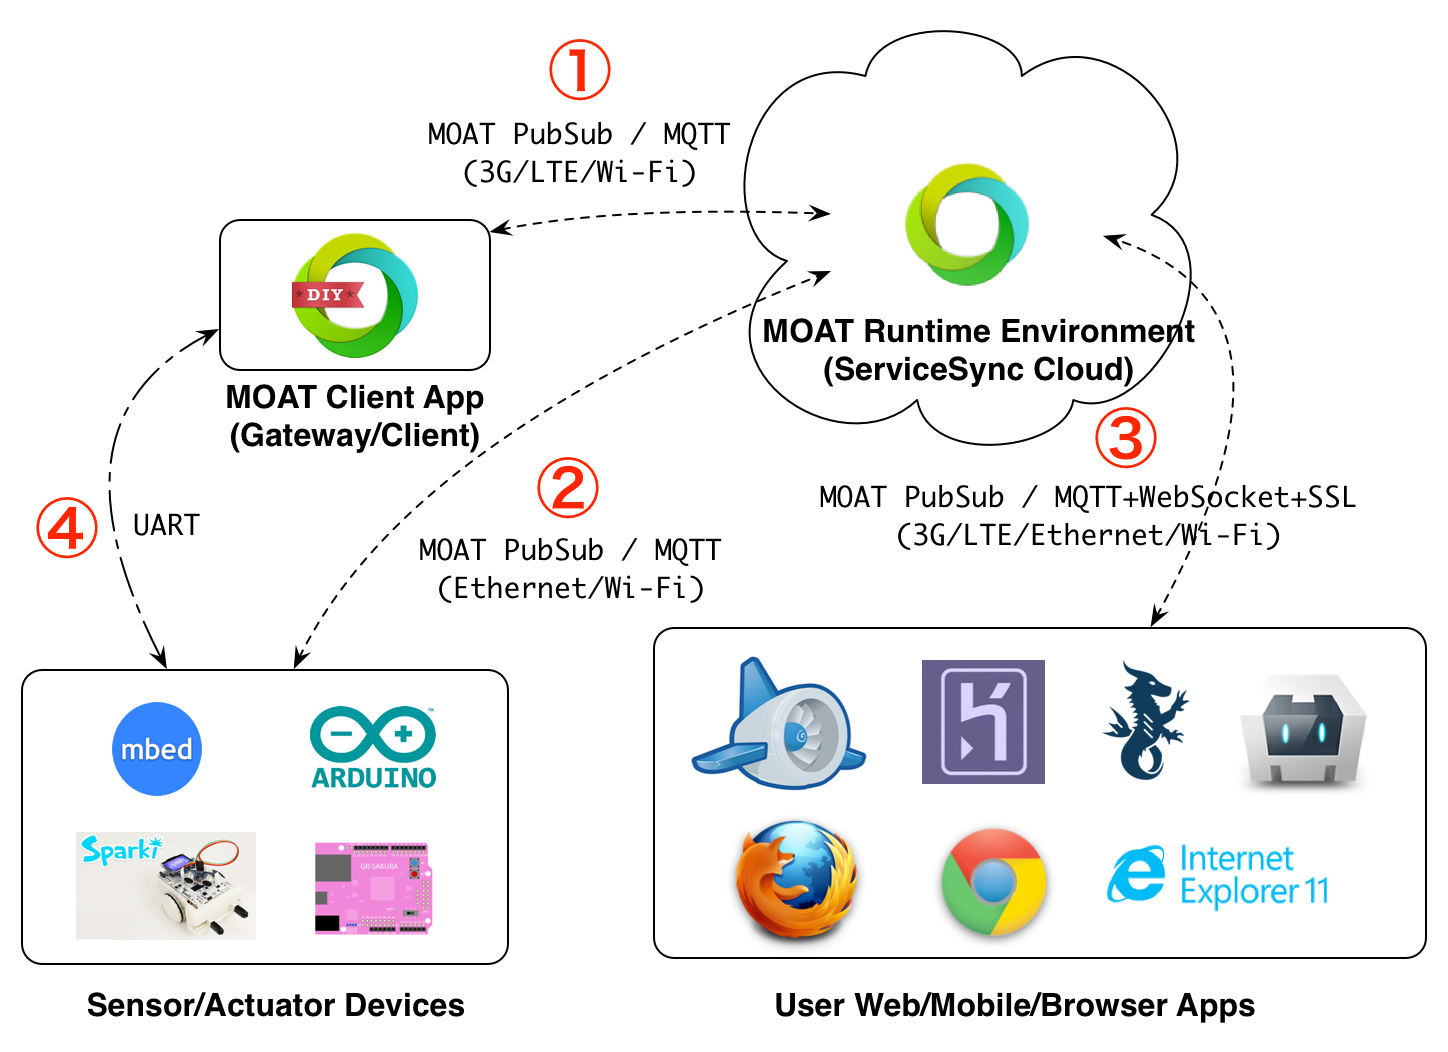 ①
MOAT PubSub / MQTT
(3G/LTE/Wi-Fi)
DIY
MOAT Runtime Environment
(ServiceSync Cloud)
MOAT Client App
(Gateway/Client)
③
②
MOAT PubSub / MQTT+WebSocket+SSL
(3G/LTE/Ethernet/Wi-Fi)
④
UART
MOAT PubSub / MQTT
(Ethernet/Wi-Fi)
mbed
ARDUINO
™
Sparki
GR-SAKURA
Internet
Explorer 11
Sensor/Actuator Devices
User Web/Mobile/Browser Apps